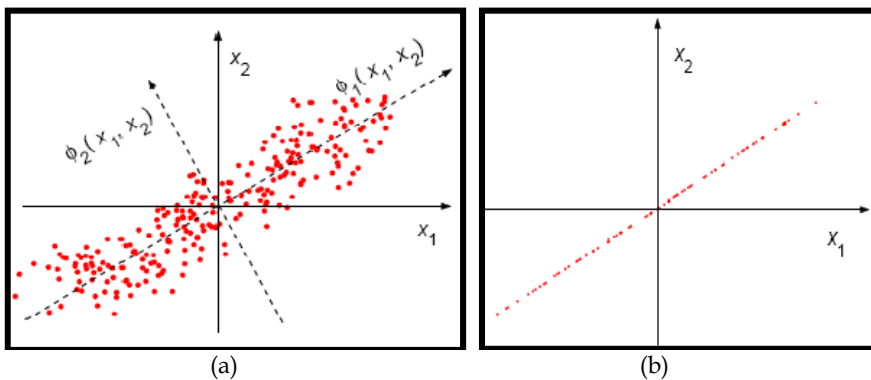 x₂
ϕ₁(x₁, x₂)
ϕ₂(x₁, x₂)
x₁
(a)
x₂
x₁
(b)